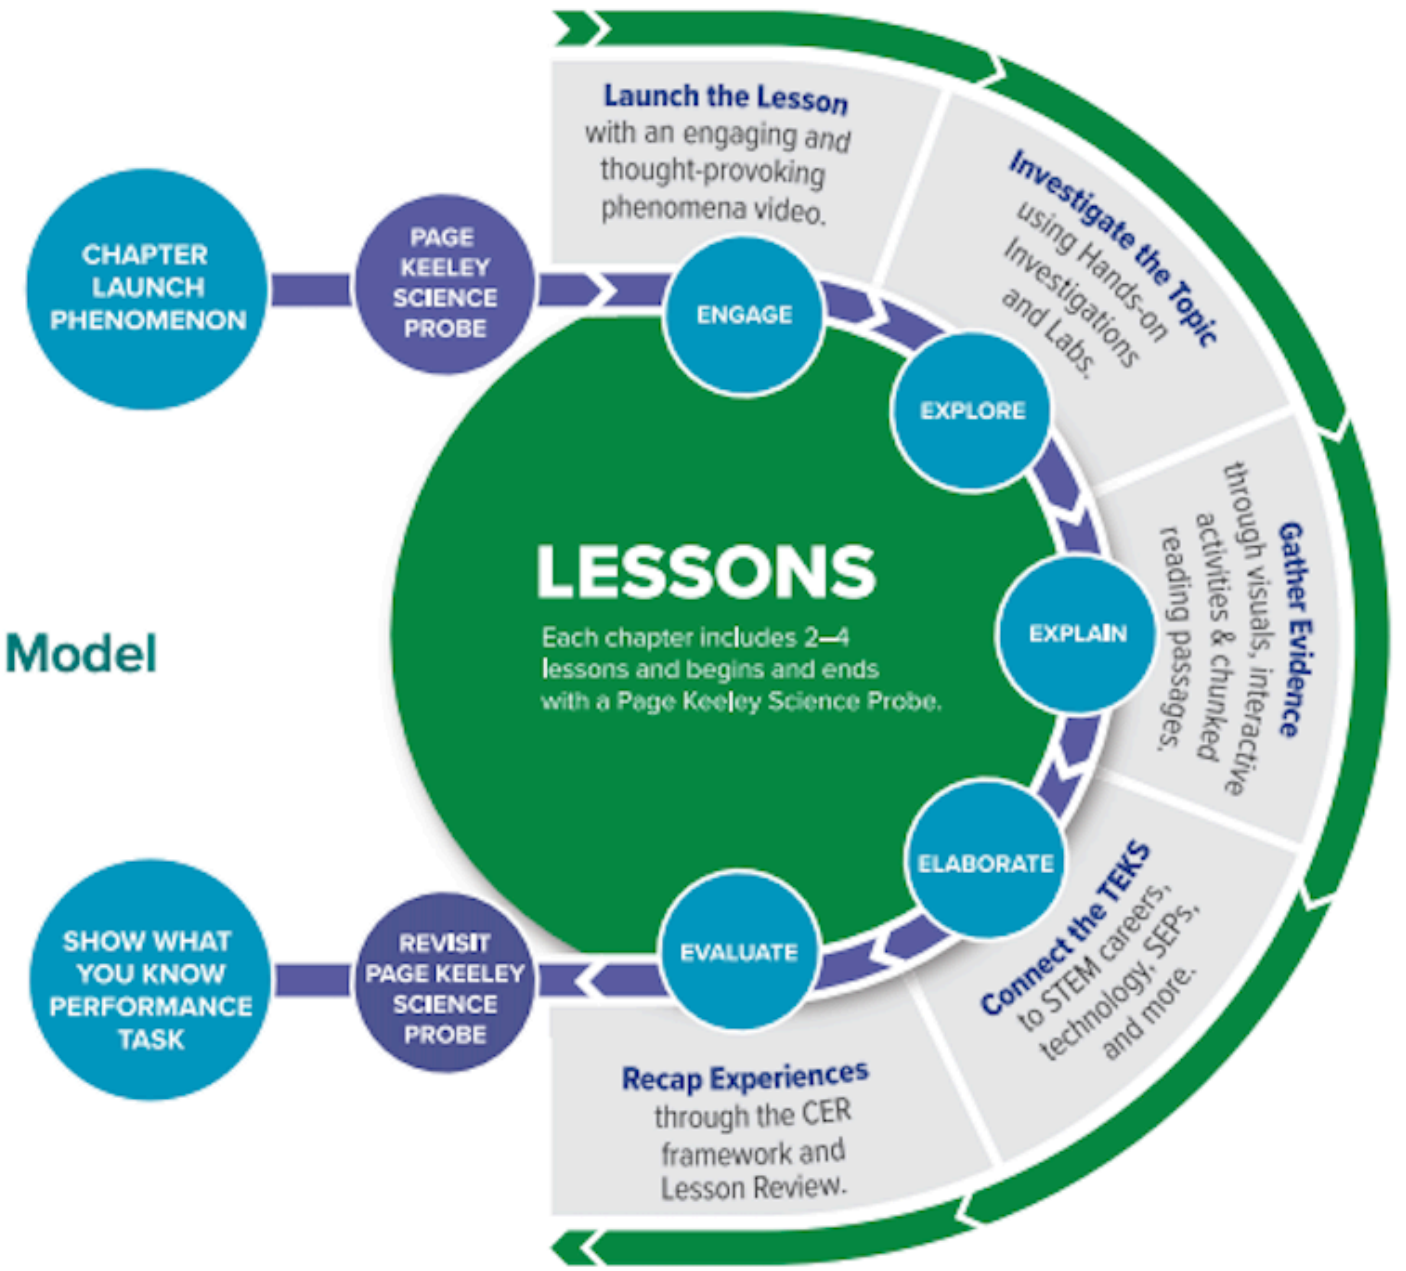 CHAPTER
LAUNCH
PHENOMENON
PAGE
KEELEY
SCIENCE
PROBE
Launch the Lesson
with an engaging and
thought-provoking
phenomena video.
ENGAGE
Investigate the Topic
using Hands-on
Investigations
and Labs.
EXPLORE
Gather Evidence
through visuals, interactive
activities & chunked
reading passages.
EXPLAIN
LESSONS
Each chapter includes 2–4
lessons and begins and ends
with a Page Keeley Science Probe.
Model
Connect the TEKS
to STEM careers,
technology, SEPs,
and more.
ELABORATE
Recap Experiences
through the CER
framework and
Lesson Review.
EVALUATE
REVISIT
PAGE KEELEY
SCIENCE
PROBE
SHOW WHAT
YOU KNOW
PERFORMANCE
TASK